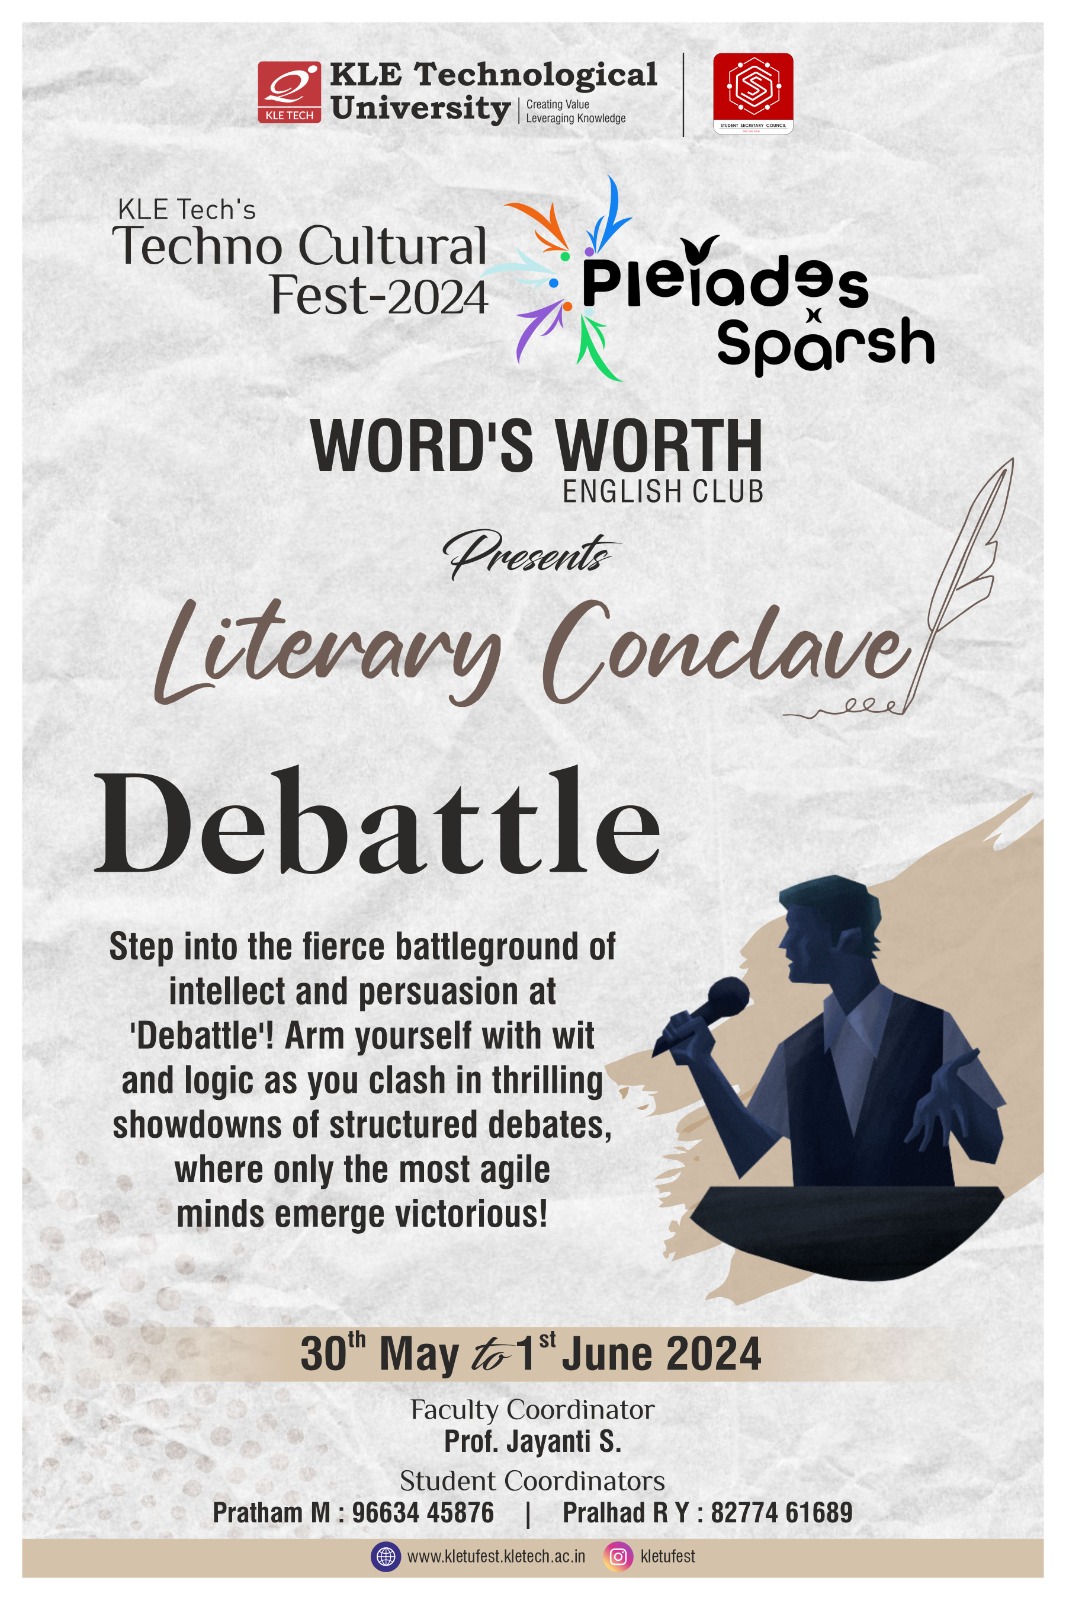 KLE TECH
KLE Technological
University
Creating Value
Leveraging Knowledge
STUDENT SECRETARY COUNCIL
KLE Tech's
Techno Cultural
Fest-2024
Pleiades
x
Sparsh
WORD'S WORTH
ENGLISH CLUB
Presents
Literary Conclave
Debattle
Step into the fierce battleground of
intellect and persuasion at
'Debattle'! Arm yourself with wit
and logic as you clash in thrilling
showdowns of structured debates,
where only the most agile
minds emerge victorious!
30th May to 1st June 2024
Faculty Coordinator
Prof. Jayanti S.
Student Coordinators
Pratham M : 96634 45876 | Pralhad R Y : 82774 61689
www.kletufest.kletech.ac.in kletufest